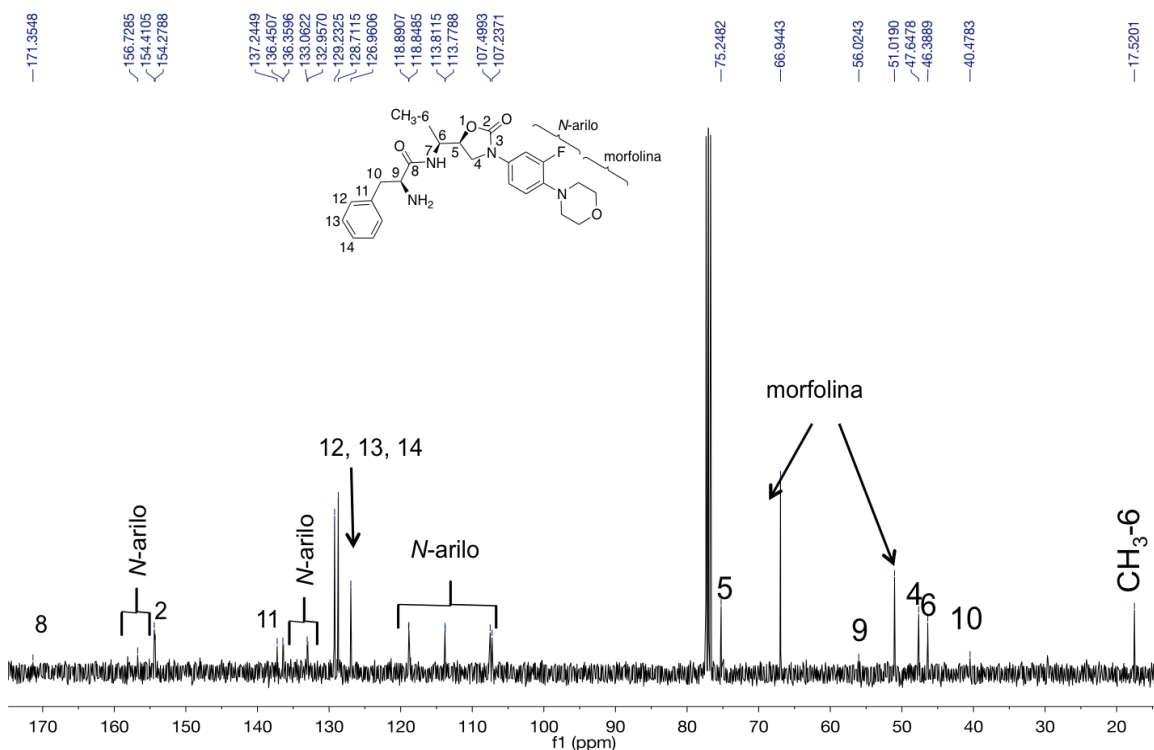 171.3548
156.7285
154.4105
154.2788
137.2449
136.4507
136.3596
133.0622
132.9570
129.2325
128.7115
126.9606
118.8907
118.8485
113.8115
113.7788
107.4993
107.2371
75.2482
66.9443
56.0243
51.0190
47.6478
46.3889
40.4783
17.5201
CH3-6
1
O
2
O
N-arilo
6
3
N
F
morfolina
O
7
NH
5
4
8
10
9
N
12
11
NH2
O
13
14
morfolina
12, 13, 14
N-arilo
N-arilo
N-arilo
CH3-6
8
2
11
5
4
6
9
10
170 160 150 140 130 120 110 100 90 80 70 60 50 40 30 20
f1 (ppm)